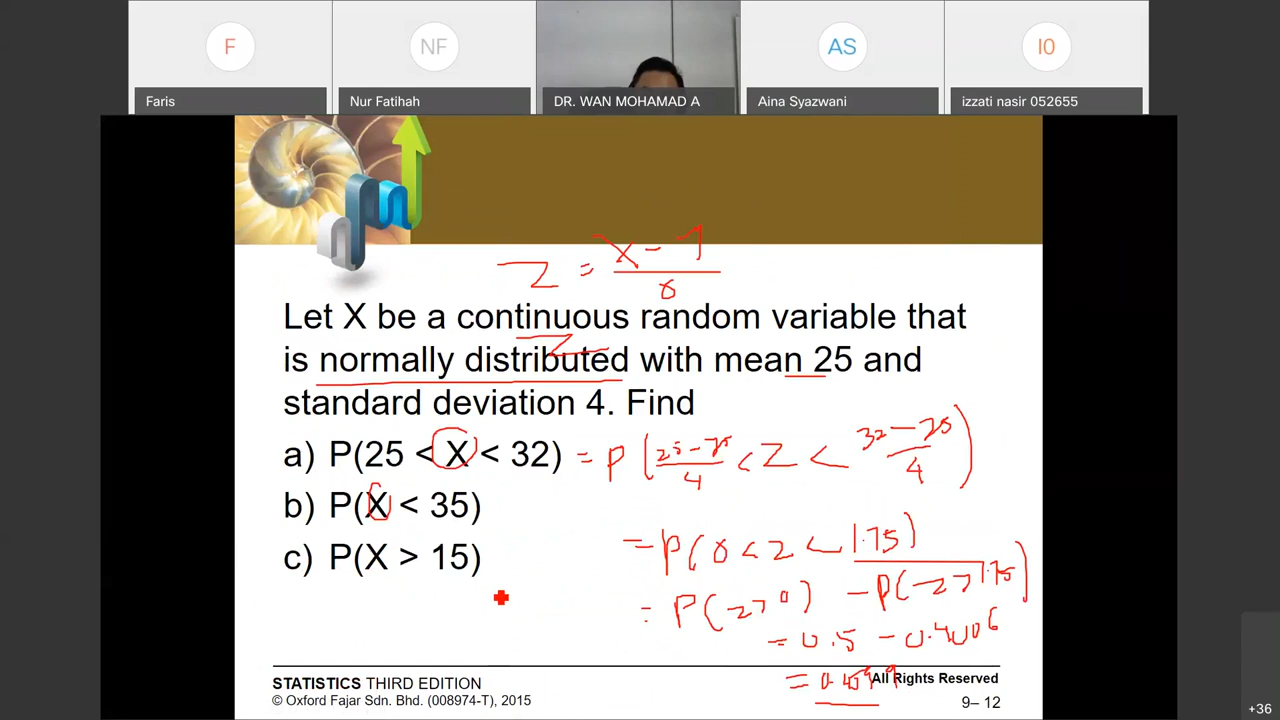 F
NF
AS
I0
Faris
Nur Fatihah
DR. WAN MOHAMAD A
Aina Syazwani
izzati nasir 052655
Z =
Let X be a continuous random variable that
Z
is normally distributed with mean 25 and
standard deviation 4. Find
a) P(25 < X < 32) = P(25-25/4 < Z < 32-25/4)
b) P(X < 35)
= P(0 < Z < 1.75)
c) P(X > 15)
= P(Z > 0) - P(Z > 1.75)
= 0.5 -
=
All Rights Reserved
STATISTICS THIRD EDITION
© Oxford Fajar Sdn. Bhd. (008974-T), 2015
9– 12
+36